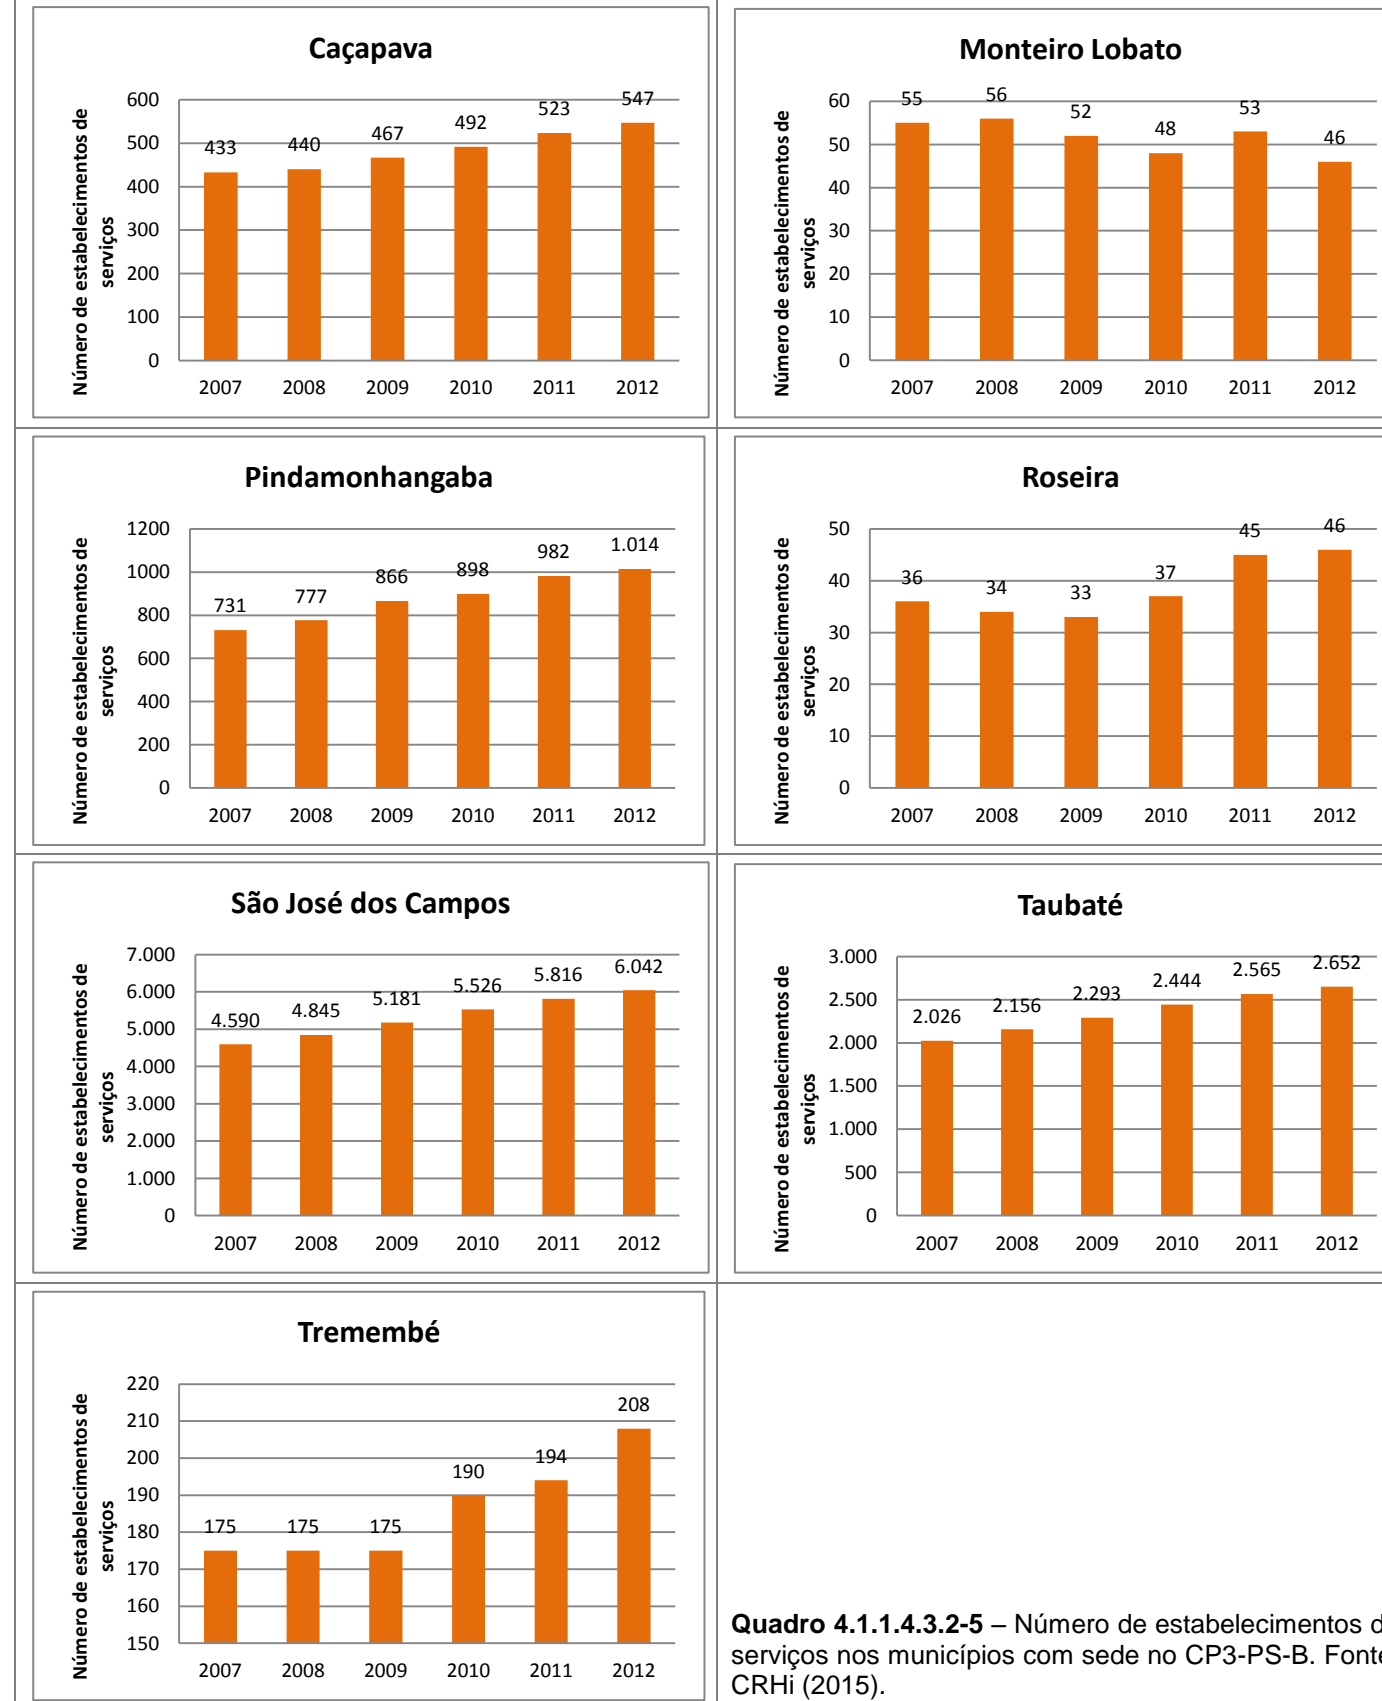 Caçapava
Número de estabelecimentos de
serviços
600
500
400
300
200
100
0
433
440
467
492
523
547
2007 2008 2009 2010 2011 2012
Monteiro Lobato
Número de estabelecimentos de
serviços
60
50
40
30
20
10
0
55
56
52
48
53
46
2007 2008 2009 2010 2011 2012
Pindamonhangaba
Número de estabelecimentos de
serviços
1200
1000
800
600
400
200
0
731
777
866
898
982
1.014
2007 2008 2009 2010 2011 2012
Roseira
Número de estabelecimentos de
serviços
50
40
30
20
10
0
36
34
33
37
45
46
2007 2008 2009 2010 2011 2012
São José dos Campos
Número de estabelecimentos de
serviços
7.000
6.000
5.000
4.000
3.000
2.000
1.000
0
4.590
4.845
5.181
5.526
5.816
6.042
2007 2008 2009 2010 2011 2012
Taubaté
Número de estabelecimentos de
serviços
3.000
2.500
2.000
1.500
1.000
500
0
2.026
2.156
2.293
2.444
2.565
2.652
2007 2008 2009 2010 2011 2012
Tremembé
Número de estabelecimentos de
serviços
220
210
200
190
180
170
160
150
175
175
175
190
194
208
2007 2008 2009 2010 2011 2012
Quadro 4.1.1.4.3.2-5 – Número de estabelecimentos
serviços nos municípios com sede no CP3-PS-B. Fonte
CRHi (2015).